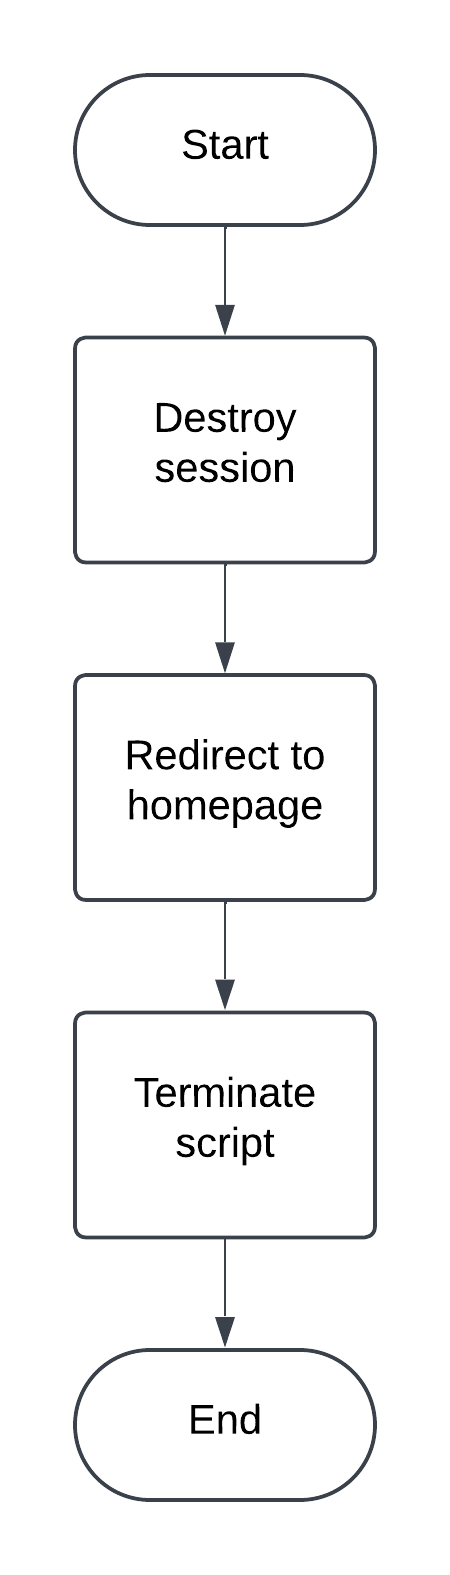 Start
Destroy
session
Redirect to
homepage
Terminate
script
End